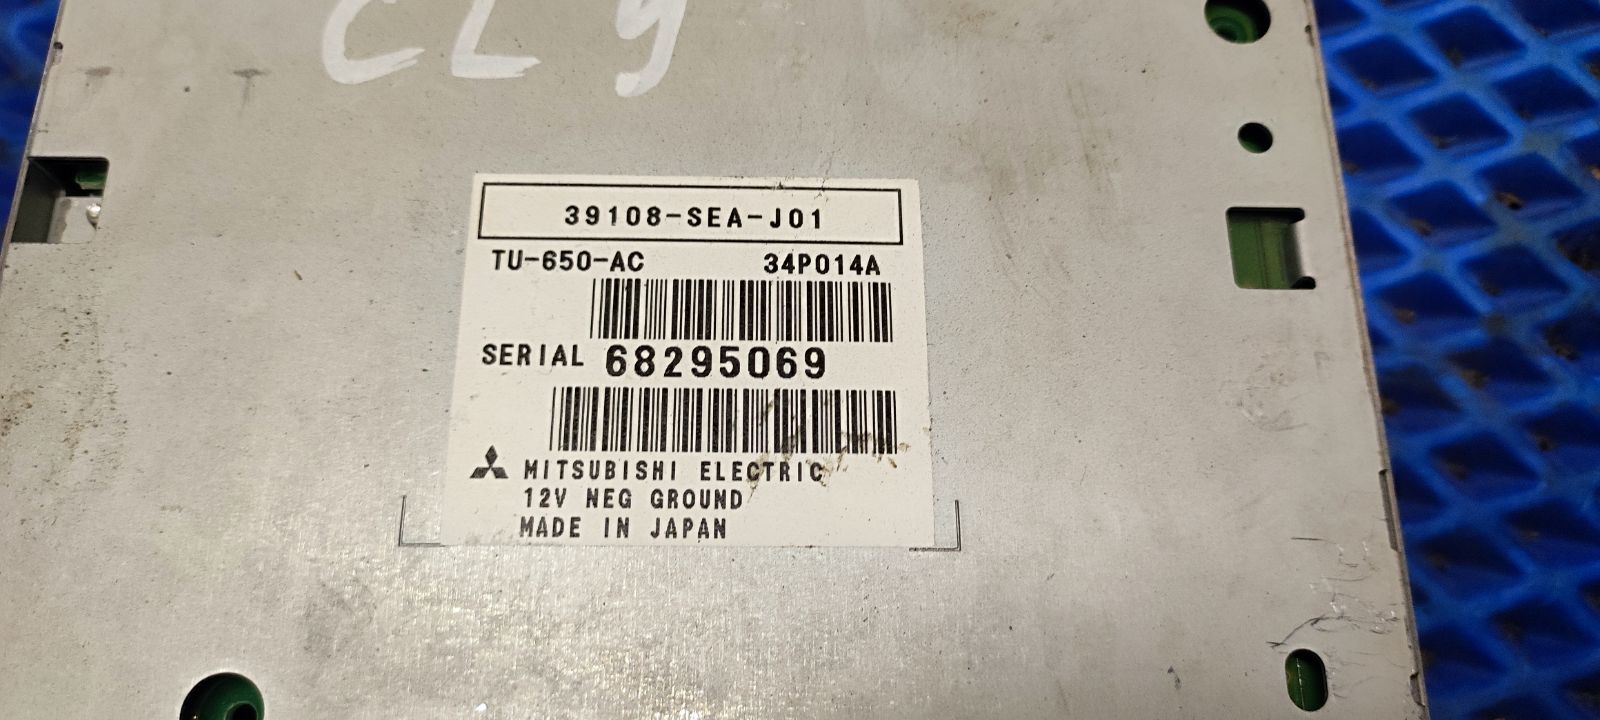 CL9
39108-SEA-J01
TU-650-AC 34P014A
SERIAL 68295069
MITSUBISHI ELECTRIC
12V NEG GROUND
MADE IN JAPAN